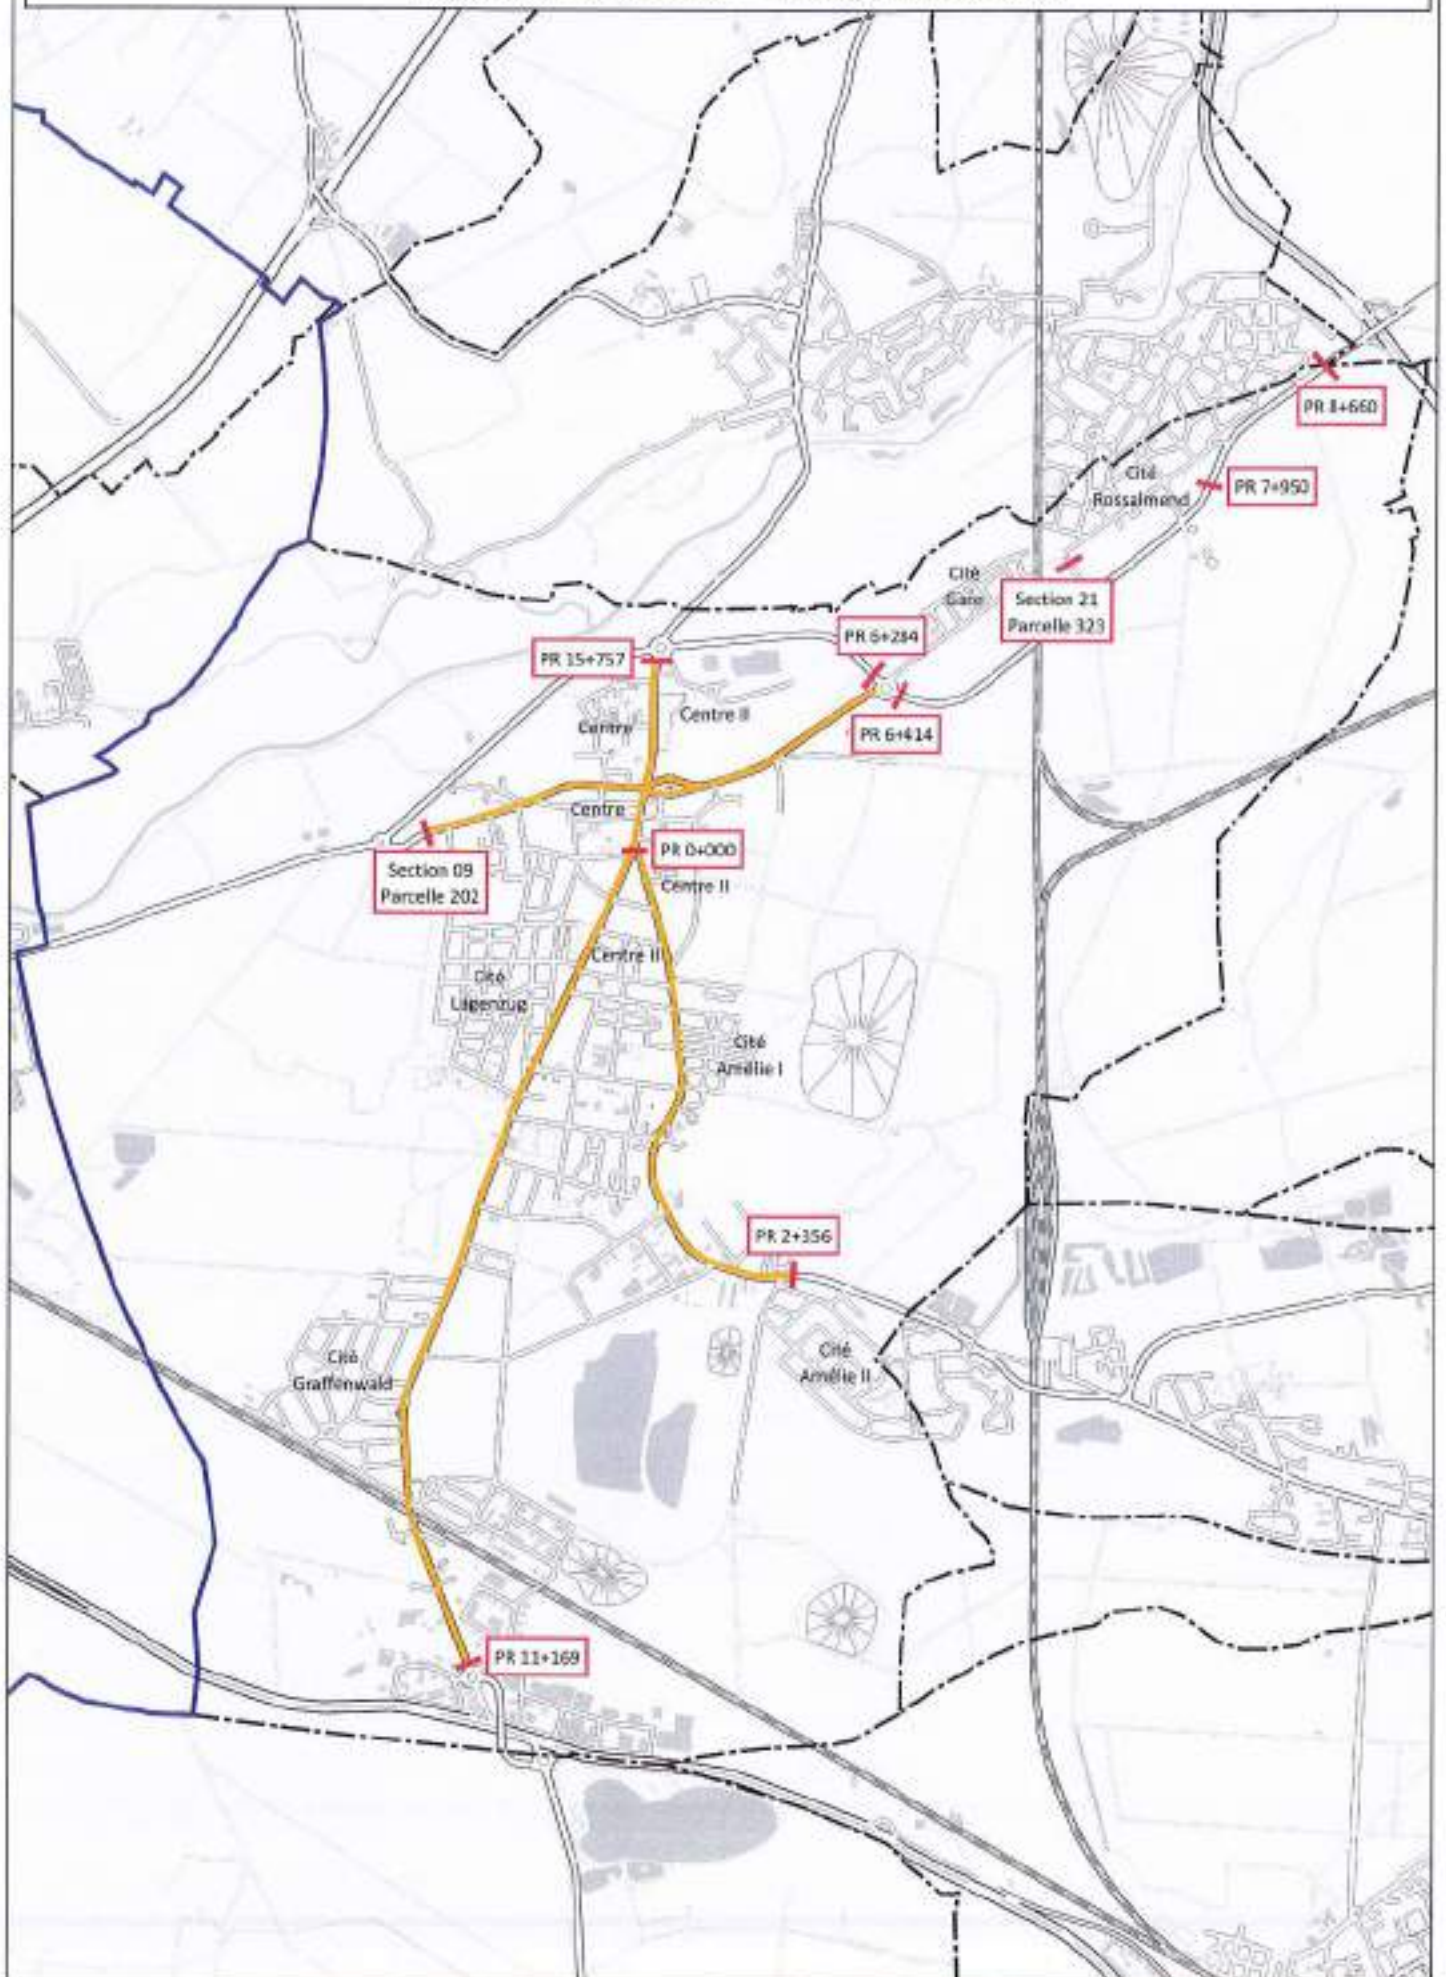 PR 8+660
Cité
Rossalmend
PR 7+950
Cité
Gare
Section 21
Parcelle 323
PR 6+284
PR 15+757
Centre II
Centre
PR 6+414
Centre
PR 0+000
Section 09
Parcelle 202
Centre II
Centre II
Cité
Lagenzug
Cité
Amélie I
PR 2+356
Cité
Amélie II
Cité
Graffenwald
PR 11+169